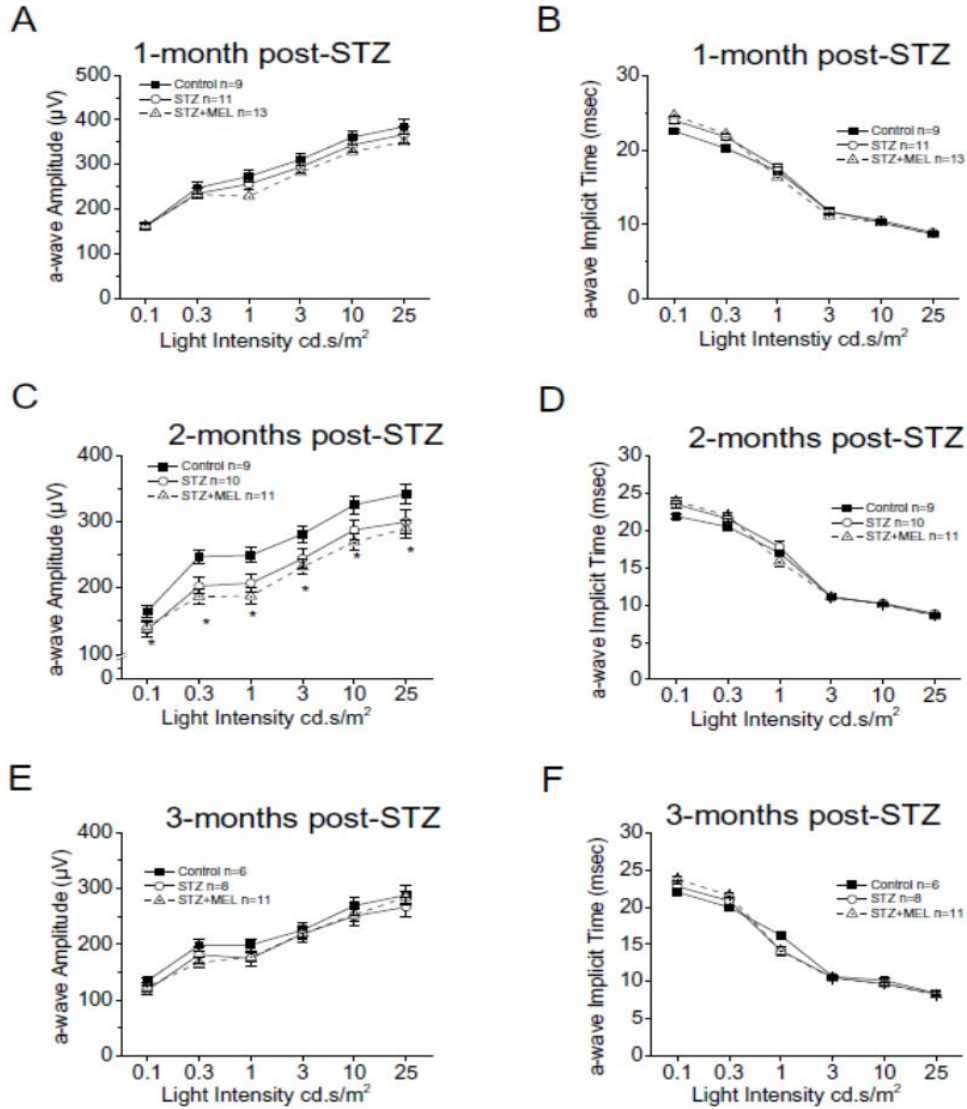 A
1-month post-STZ
500
400
300
200
100
0
a-wave Amplitude (µV)
Control n=9
STZ n=11
STZ+MEL n=13
0.1 0.3 1 3 10 25
Light Intensity cd.s/m²
B
1-month post-STZ
30
20
10
0
a-wave Implicit Time (msec)
Control n=9
STZ n=11
STZ+MEL n=13
0.1 0.3 1 3 10 25
Light Intenstiy cd.s/m²
C
2-months post-STZ
400
300
200
100
0
a-wave Amplitude (µV)
Control n=9
STZ n=10
STZ+MEL n=11
* * * * * *
0.1 0.3 1 3 10 25
Light Intensity cd.s/m²
D
2-months post-STZ
30
25
20
15
10
5
0
a-wave Implicit Time (msec)
Control n=9
STZ n=10
STZ+MEL n=11
0.1 0.3 1 3 10 25
Light Intensity cd.s/m²
E
3-months post-STZ
400
300
200
100
0
a-wave Amplitude (µV)
Control n=6
STZ n=8
STZ+MEL n=11
0.1 0.3 1 3 10 25
Light Intensity cd.s/m²
F
3-months post-STZ
30
25
20
15
10
5
0
a-wave Implicit Time (msec)
Control n=6
STZ n=8
STZ+MEL n=11
0.1 0.3 1 3 10 25
Light Intensity cd.s/m²